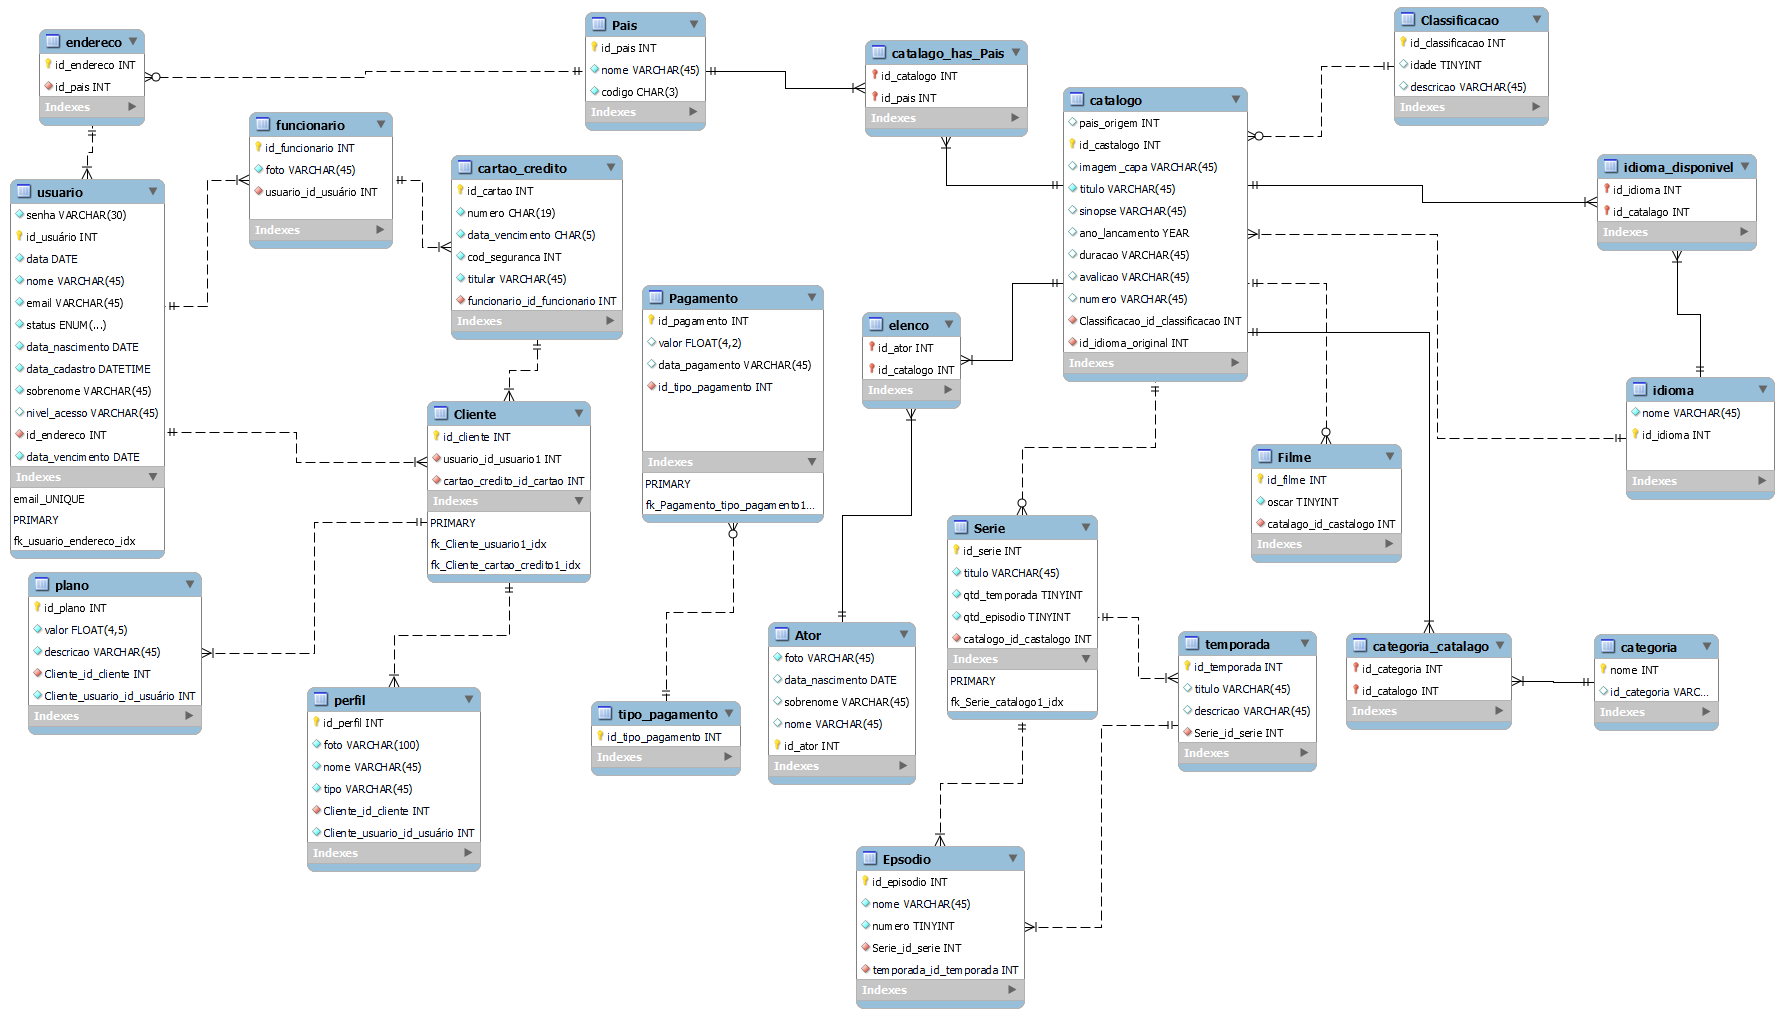 endereco
id_endereco INT
id_pais INT
Indexes
Pais
id_pais INT
nome VARCHAR(45)
codigo CHAR(3)
Indexes
catalago_has_Pais
id_catalogo INT
id_pais INT
Indexes
Classificacao
id_classificacao INT
idade TINYINT
descricao VARCHAR(45)
Indexes
funcionario
id_funcionario INT
foto VARCHAR(45)
usuario_id_usuário INT
Indexes
cartao_credito
id_cartao INT
numero CHAR(19)
data_vencimento CHAR(5)
cod_seguranca INT
titular VARCHAR(45)
funcionario_id_funcionario INT
Indexes
catalogo
pais_origem INT
id_castalogo INT
imagem_capa VARCHAR(45)
titulo VARCHAR(45)
sinopse VARCHAR(45)
ano_lancamento YEAR
duracao VARCHAR(45)
avalicao VARCHAR(45)
numero VARCHAR(45)
Classificacao_id_classificacao INT
id_idioma_original INT
Indexes
idioma_disponivel
id_idioma INT
id_catalago INT
Indexes
usuario
senha VARCHAR(30)
id_usuário INT
data DATE
nome VARCHAR(45)
email VARCHAR(45)
status ENUM(...)
data_nascimento DATE
data_cadastro DATETIME
sobrenome VARCHAR(45)
nivel_acesso VARCHAR(45)
id_endereco INT
data_vencimento DATE
Indexes
email_UNIQUE
PRIMARY
fk_usuario_endereco_idx
Pagamento
id_pagamento INT
valor FLOAT(4,2)
data_pagamento VARCHAR(45)
id_tipo_pagamento INT
Indexes
PRIMARY
fk_Pagamento_tipo_pagamento1...
elenco
id_ator INT
id_catalogo INT
Indexes
idioma
nome VARCHAR(45)
id_idioma INT
Indexes
Cliente
id_cliente INT
usuario_id_usuario1 INT
cartao_credito_id_cartao INT
Indexes
PRIMARY
fk_Cliente_usuario1_idx
fk_Cliente_cartao_credito1_idx
Filme
id_filme INT
oscar TINYINT
catalago_id_castalogo INT
Indexes
Serie
id_serie INT
titulo VARCHAR(45)
qtd_temporada TINYINT
qtd_episodio TINYINT
catalogo_id_castalogo INT
Indexes
PRIMARY
fk_Serie_catalogo1_idx
plano
id_plano INT
valor FLOAT(4,5)
descricao VARCHAR(45)
Cliente_id_cliente INT
Cliente_usuario_id_usuário INT
Indexes
Ator
foto VARCHAR(45)
data_nascimento DATE
sobrenome VARCHAR(45)
nome VARCHAR(45)
id_ator INT
Indexes
temporada
id_temporada INT
titulo VARCHAR(45)
descricao VARCHAR(45)
Serie_id_serie INT
Indexes
categoria_catalago
id_categoria INT
id_catalogo INT
Indexes
categoria
nome INT
id_categoria VARC...
Indexes
perfil
id_perfil INT
foto VARCHAR(100)
nome VARCHAR(45)
tipo VARCHAR(45)
Cliente_id_cliente INT
Cliente_usuario_id_usuário INT
Indexes
tipo_pagamento
id_tipo_pagamento INT
Indexes
Epsodio
id_episodio INT
nome VARCHAR(45)
numero TINYINT
Serie_id_serie INT
temporada_id_temporada INT
Indexes